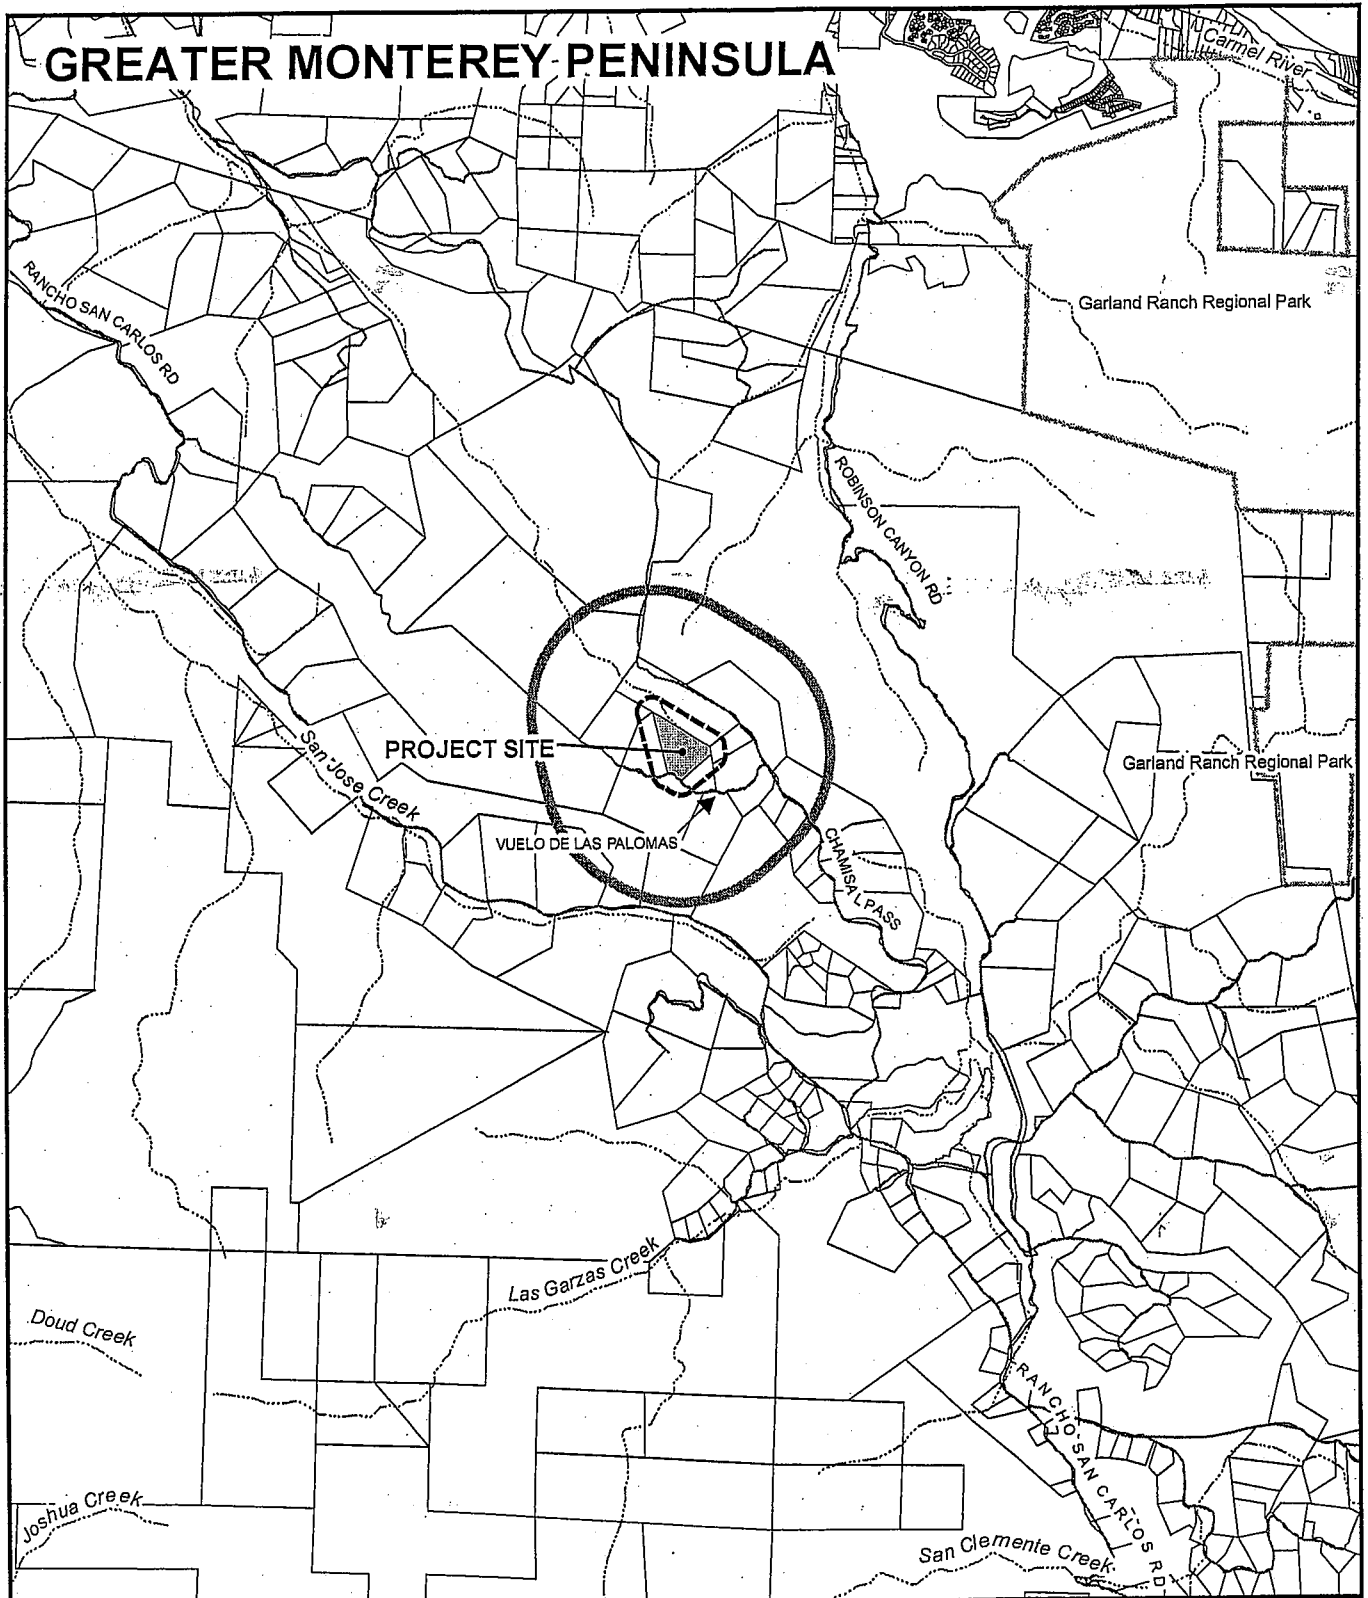 GREATER MONTEREY PENINSULA
Carmel River
Garland Ranch Regional Park
RANCHO SAN CARLOS RD
ROBINSON CANYON RD
PROJECT SITE
Garland Ranch Regional Park
San Jose Creek
VUELO DE LAS PALOMAS
CHAMISAL PASS
Las Garzas Creek
Doud Creek
RANCHO SAN CARLOS RD
Joshua Creek
San Clemente Creek